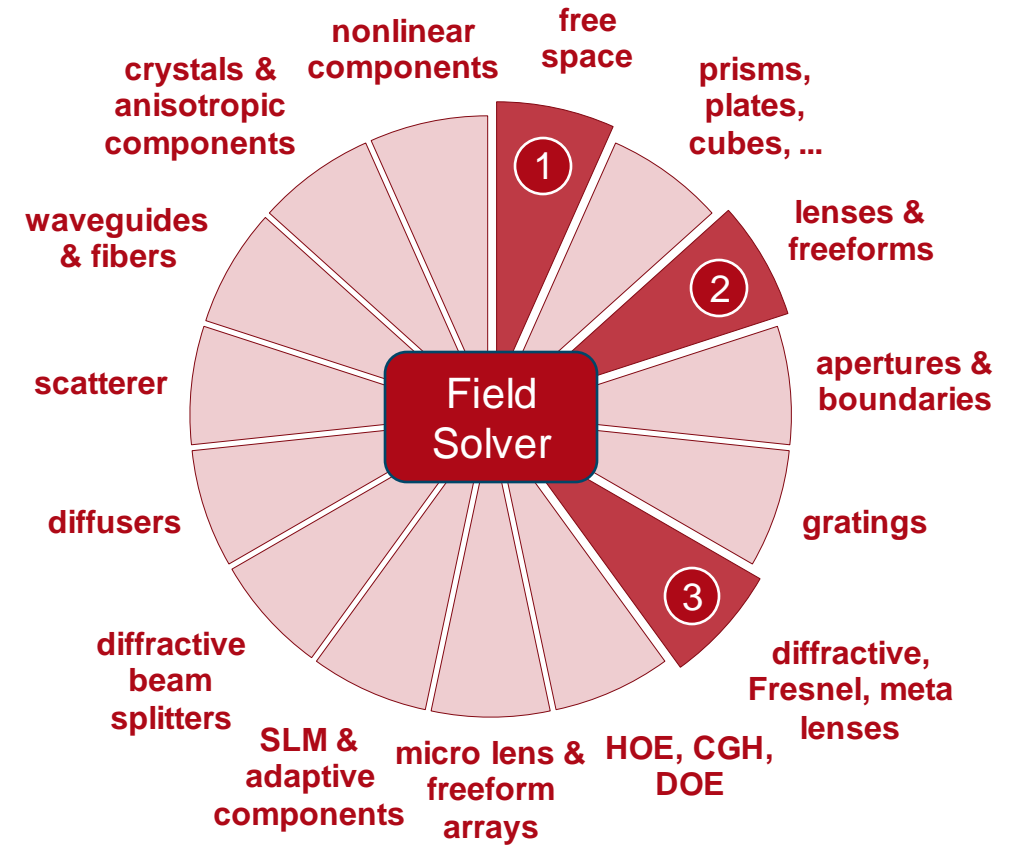 free
space
prisms,
plates,
cubes, ...
lenses &
freeforms
apertures &
boundaries
gratings
diffractive,
Fresnel, meta
lenses
HOE, CGH,
DOE
micro lens &
freeform
arrays
SLM &
adaptive
components
diffractive
beam
splitters
diffusers
scatterer
waveguides
& fibers
crystals &
anisotropic
components
nonlinear
components
1
2
3
Field
Solver